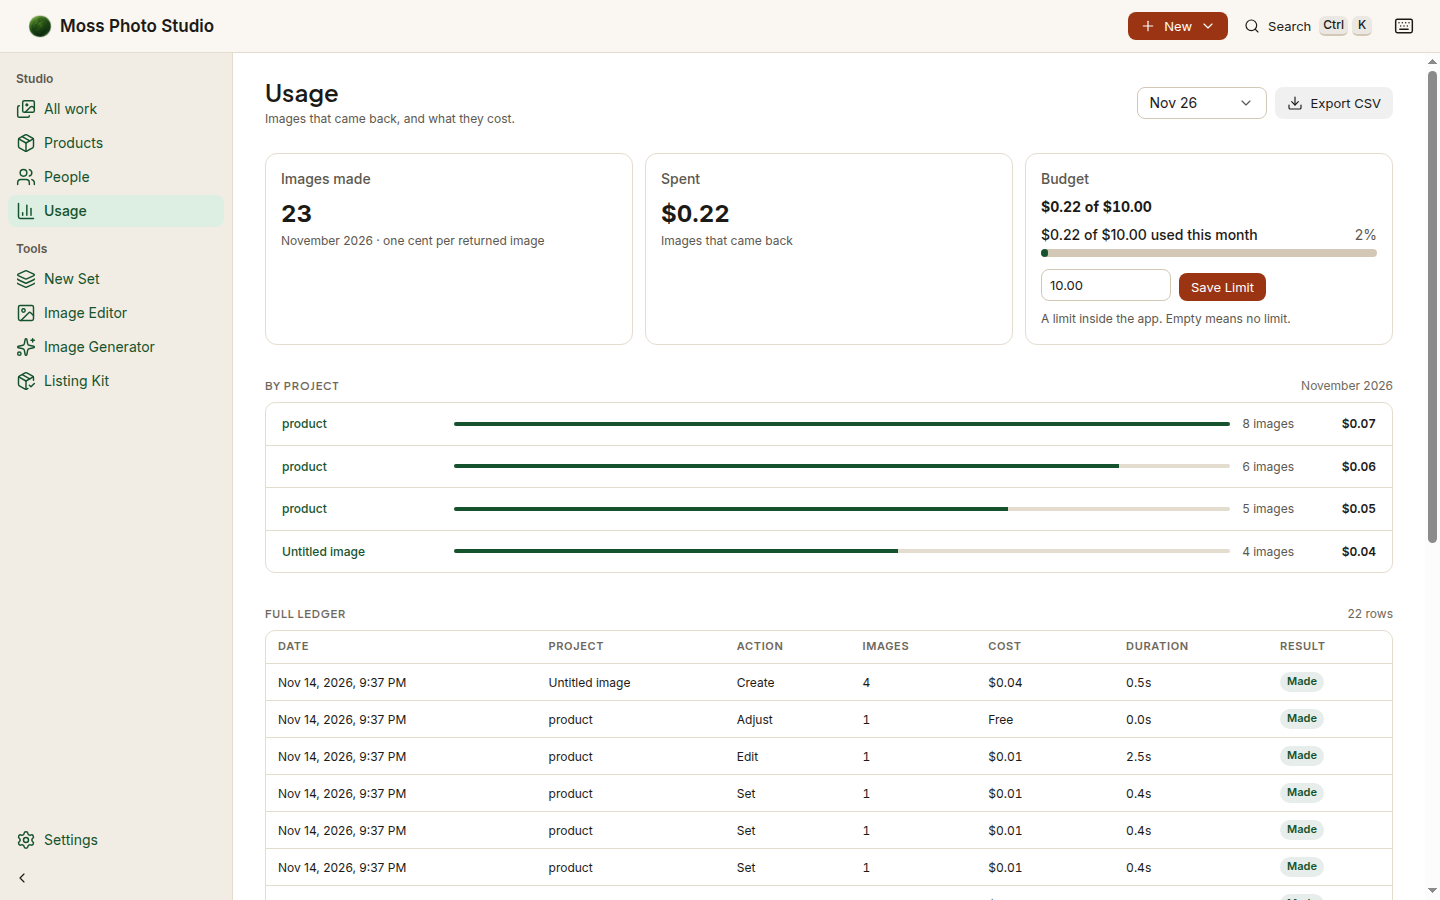 Moss Photo Studio
New
Search Ctrl K
Studio
All work
Products
People
Usage
Tools
New Set
Image Editor
Image Generator
Listing Kit
Settings
Usage
Images that came back, and what they cost.
Nov 26
Export CSV
Images made
23
November 2026 · one cent per returned image
Spent
$0.22
Images that came back
Budget
$0.22 of $10.00
$0.22 of $10.00 used this month 2%
10.00
Save Limit
A limit inside the app. Empty means no limit.
BY PROJECT November 2026
product 8 images $0.07
product 6 images $0.06
product 5 images $0.05
Untitled image 4 images $0.04
FULL LEDGER 22 rows
DATE PROJECT ACTION IMAGES COST DURATION RESULT
Nov 14, 2026, 9:37 PM Untitled image Create 4 $0.04 0.5s Made
Nov 14, 2026, 9:37 PM product Adjust 1 Free 0.0s Made
Nov 14, 2026, 9:37 PM product Edit 1 $0.01 2.5s Made
Nov 14, 2026, 9:37 PM product Set 1 $0.01 0.4s Made
Nov 14, 2026, 9:37 PM product Set 1 $0.01 0.4s Made
Nov 14, 2026, 9:37 PM product Set 1 $0.01 0.4s Made